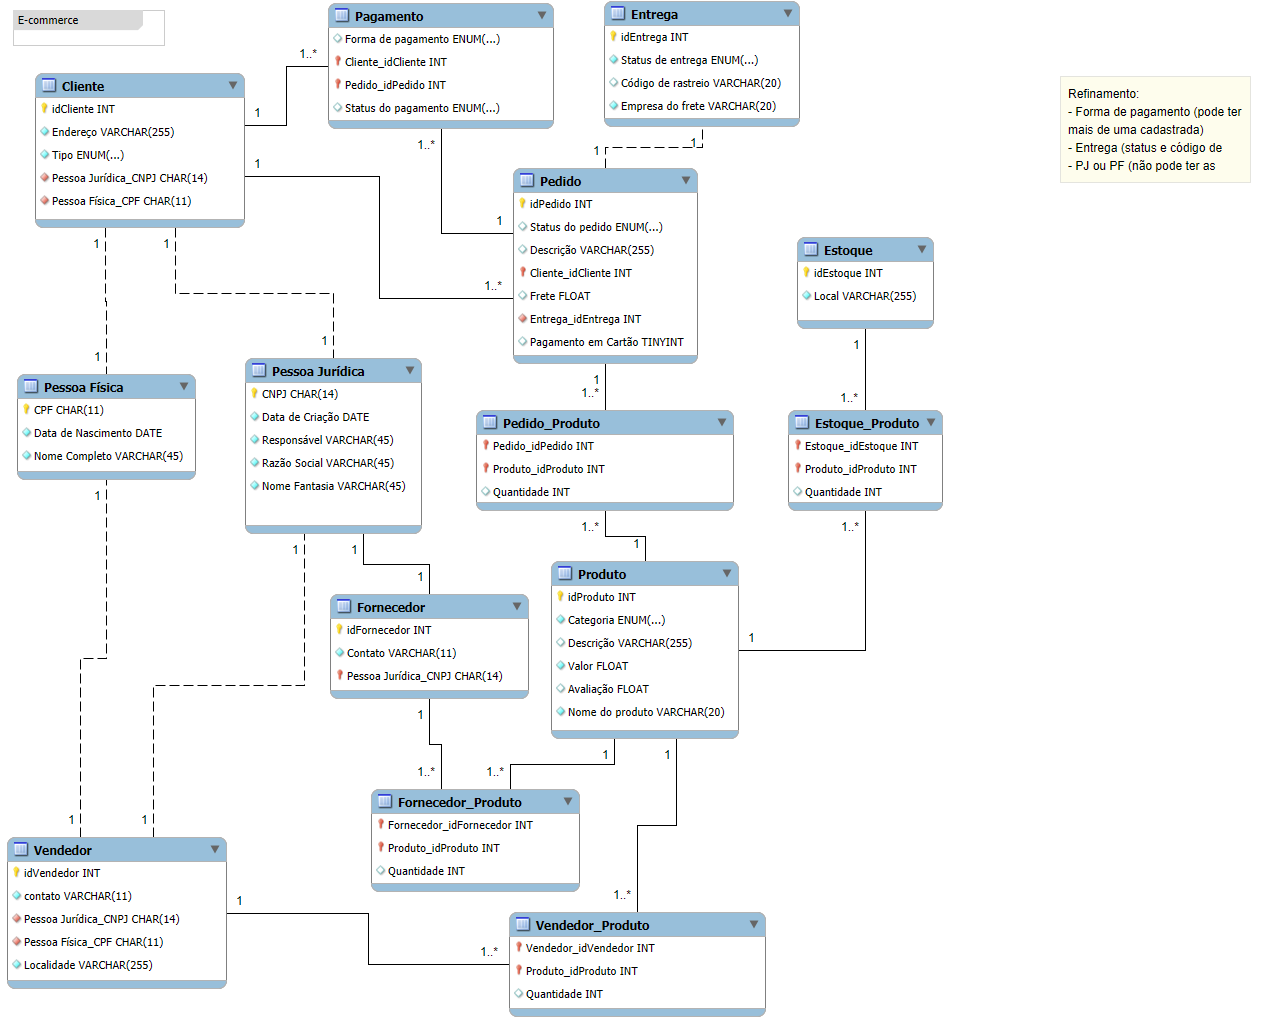 E-commerce
Pagamento
Forma de pagamento ENUM(...)
Cliente_idCliente INT
Pedido_idPedido INT
Status do pagamento ENUM(...)
Entrega
idEntrega INT
Status de entrega ENUM(...)
Código de rastreio VARCHAR(20)
Empresa do frete VARCHAR(20)
Refinamento:
- Forma de pagamento (pode ter
mais de uma cadastrada)
- Entrega (status e código de
- PJ ou PF (não pode ter as
Cliente
idCliente INT
Endereço VARCHAR(255)
Tipo ENUM(...)
Pessoa Jurídica_CNPJ CHAR(14)
Pessoa Física_CPF CHAR(11)
1..*
1
1
1..*
1
1
Pedido
idPedido INT
Status do pedido ENUM(...)
Descrição VARCHAR(255)
Cliente_idCliente INT
Frete FLOAT
Entrega_idEntrega INT
Pagamento em Cartão TINYINT
1
1..*
1
1
Estoque
idEstoque INT
Local VARCHAR(255)
1
1
1
1..*
1
1..*
Pessoa Física
CPF CHAR(11)
Data de Nascimento DATE
Nome Completo VARCHAR(45)
Pessoa Jurídica
CNPJ CHAR(14)
Data de Criação DATE
Responsável VARCHAR(45)
Razão Social VARCHAR(45)
Nome Fantasia VARCHAR(45)
Pedido_Produto
Pedido_idPedido INT
Produto_idProduto INT
Quantidade INT
Estoque_Produto
Estoque_idEstoque INT
Produto_idProduto INT
Quantidade INT
1
1
1
1
1..*
1
1..*
Fornecedor
idFornecedor INT
Contato VARCHAR(11)
Pessoa Jurídica_CNPJ CHAR(14)
Produto
idProduto INT
Categoria ENUM(...)
Descrição VARCHAR(255)
Valor FLOAT
Avaliação FLOAT
Nome do produto VARCHAR(20)
1
1
1..*
1
1..*
1
Fornecedor_Produto
Fornecedor_idFornecedor INT
Produto_idProduto INT
Quantidade INT
1
1
Vendedor
idVendedor INT
contato VARCHAR(11)
Pessoa Jurídica_CNPJ CHAR(14)
Pessoa Física_CPF CHAR(11)
Localidade VARCHAR(255)
1
1..*
1..*
Vendedor_Produto
Vendedor_idVendedor INT
Produto_idProduto INT
Quantidade INT